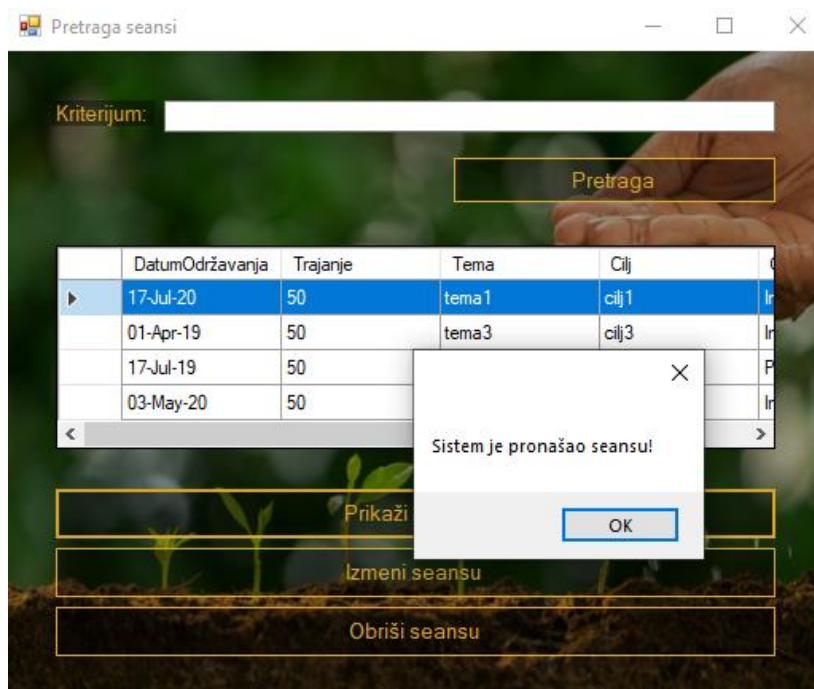 Pretraga seansi
Kriterijum:
Pretraga
DatumOdržavanja Trajanje Tema Cilj
17-Jul-20 50 tema1 cilj1
01-Apr-19 50 tema3 cilj3
17-Jul-19 50
03-May-20 50
Sistem je pronašao seansu!
OK
Prikaži
Izmeni seansu
Obriši seansu